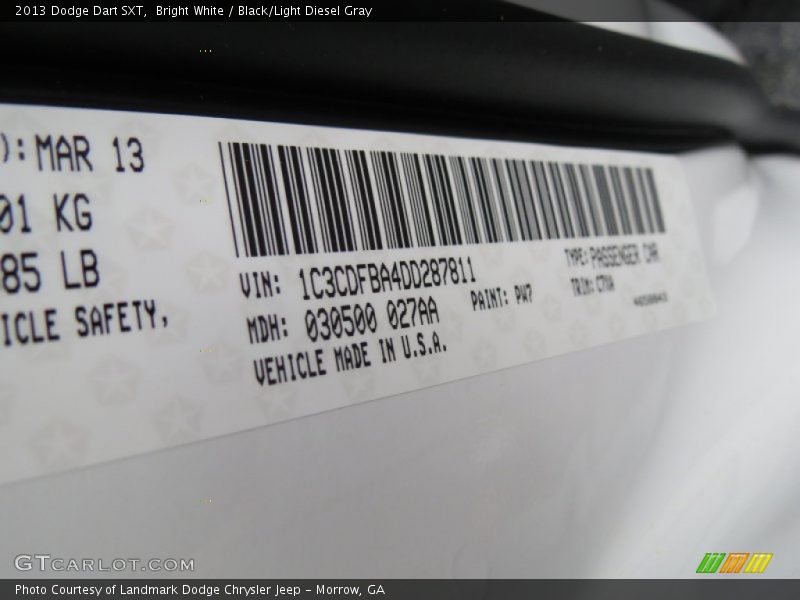 2013 Dodge Dart SXT,  Bright White / Black/Light Diesel Gray
): MAR 13
01 KG
85 LB
ICLE SAFETY,
VIN: 1C3CDFBA4DD287811
MDH: 030500 027AA
VEHICLE MADE IN U.S.A.
PAINT: PW7
TYPE: PASSENGER CAR
TRIM:
GTCARLOT.COM
Photo Courtesy of Landmark Dodge Chrysler Jeep - Morrow, GA